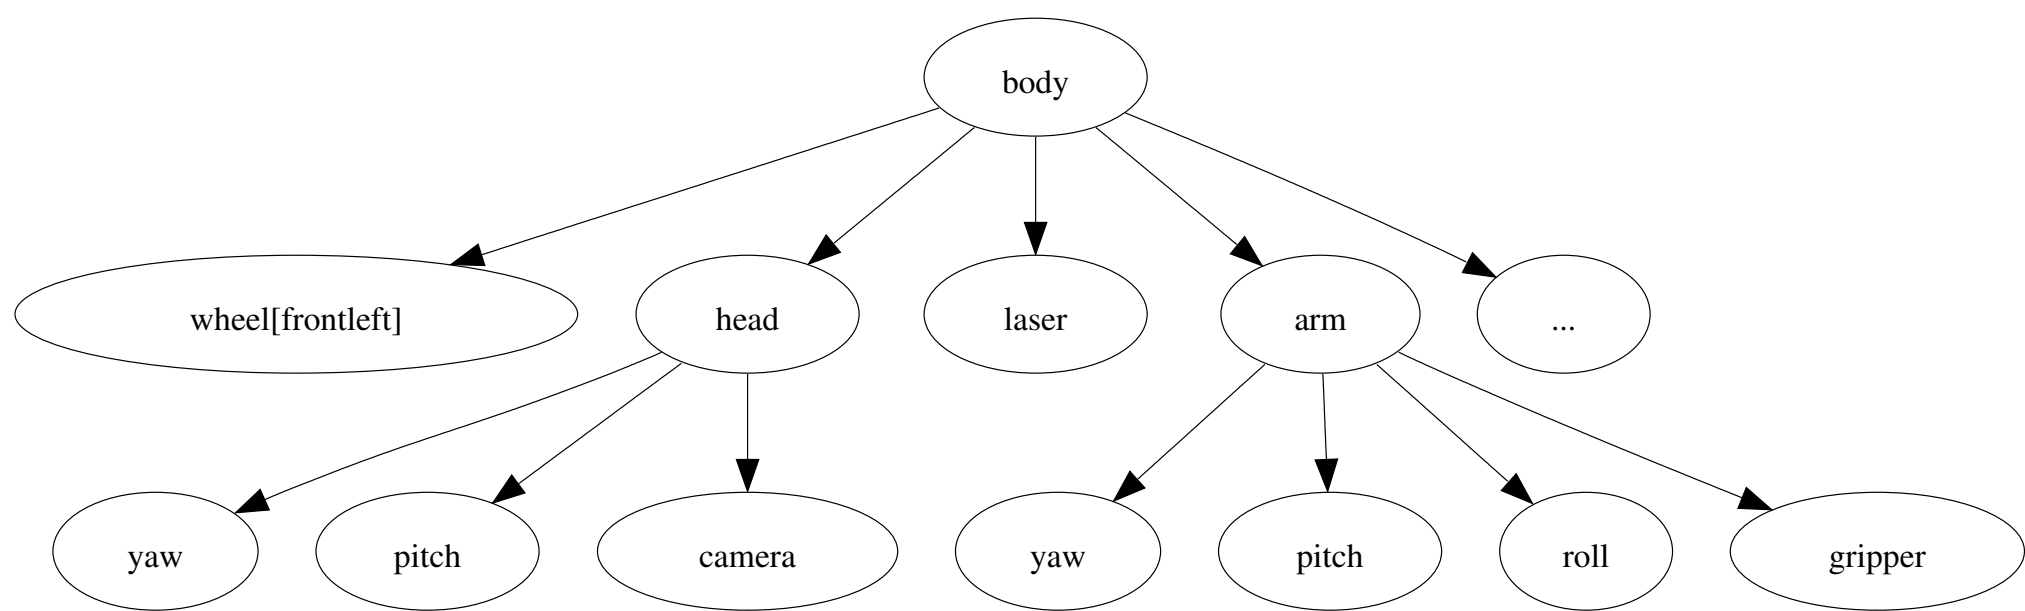 body
wheel[frontleft]
head
laser
arm
...
yaw
pitch
camera
yaw
pitch
roll
gripper